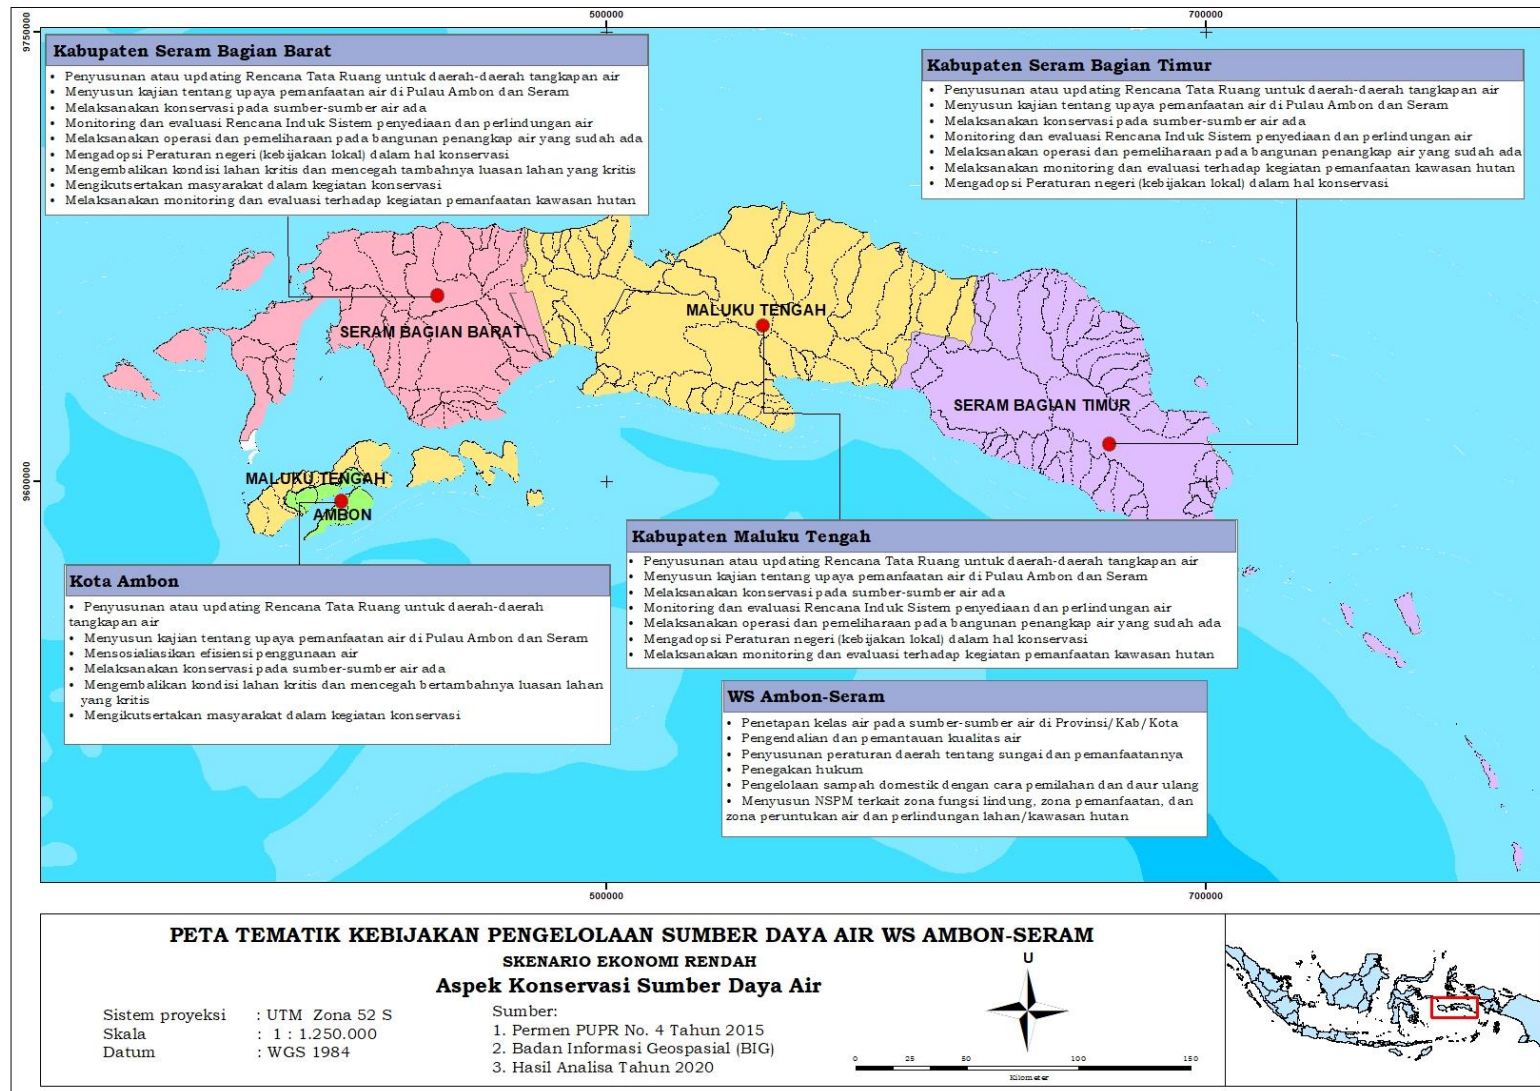 500000
700000
9750000
Kabupaten Seram Bagian Barat
• Penyusunan atau updating Rencana Tata Ruang untuk daerah-daerah tangkapan air
• Menyusun kajian tentang upaya pemanfaatan air di Pulau Ambon dan Seram
• Melaksanakan konservasi pada sumber-sumber air ada
• Monitoring dan evaluasi Rencana Induk Sistem penyediaan dan perlindungan air
• Melaksanakan operasi dan pemeliharaan pada bangunan penangkap air yang sudah ada
• Mengadopsi Peraturan negeri (kebijakan lokal) dalam hal konservasi
• Mengembalikan kondisi lahan kritis dan mencegah tambahnya luasan lahan yang kritis
• Mengikutsertakan masyarakat dalam kegiatan konservasi
• Melaksanakan monitoring dan evaluasi terhadap kegiatan pemanfaatan kawasan hutan
Kabupaten Seram Bagian Timur
• Penyusunan atau updating Rencana Tata Ruang untuk daerah-daerah tangkapan air
• Menyusun kajian tentang upaya pemanfaatan air di Pulau Ambon dan Seram
• Melaksanakan konservasi pada sumber-sumber air ada
• Monitoring dan evaluasi Rencana Induk Sistem penyediaan dan perlindungan air
• Melaksanakan operasi dan pemeliharaan pada bangunan penangkap air yang sudah ada
• Melaksanakan monitoring dan evaluasi terhadap kegiatan pemanfaatan kawasan hutan
• Mengadopsi Peraturan negeri (kebijakan lokal) dalam hal konservasi
MALUKU TENGAH
SERAM BAGIAN BARAT
SERAM BAGIAN TIMUR
9600000
MALUKU TENGAH
AMBON
Kabupaten Maluku Tengah
• Penyusunan atau updating Rencana Tata Ruang untuk daerah-daerah tangkapan air
• Menyusun kajian tentang upaya pemanfaatan air di Pulau Ambon dan Seram
• Melaksanakan konservasi pada sumber-sumber air ada
• Monitoring dan evaluasi Rencana Induk Sistem penyediaan dan perlindungan air
• Melaksanakan operasi dan pemeliharaan pada bangunan penangkap air yang sudah ada
• Mengadopsi Peraturan negeri (kebijakan lokal) dalam hal konservasi
• Melaksanakan monitoring dan evaluasi terhadap kegiatan pemanfaatan kawasan hutan
Kota Ambon
• Penyusunan atau updating Rencana Tata Ruang untuk daerah-daerah
tangkapan air
• Menyusun kajian tentang upaya pemanfaatan air di Pulau Ambon dan Seram
• Mensosialiasikan efisiensi penggunaan air
• Melaksanakan konservasi pada sumber-sumber air ada
• Mengembalikan kondisi lahan kritis dan mencegah bertambahnya luasan lahan
yang kritis
• Mengikutsertakan masyarakat dalam kegiatan konservasi
WS Ambon-Seram
• Penetapan kelas air pada sumber-sumber air di Provinsi/Kab/Kota
• Pengendalian dan pemantauan kualitas air
• Penyusunan peraturan daerah tentang sungai dan pemanfaatannya
• Penegakan hukum
• Pengelolaan sampah domestik dengan cara pemilahan dan daur ulang
• Menyusun NSPM terkait zona fungsi lindung, zona pemanfaatan, dan
zona peruntukan air dan perlindungan lahan/kawasan hutan
500000
700000
PETA TEMATIK KEBIJAKAN PENGELOLAAN SUMBER DAYA AIR WS AMBON-SERAM
SKENARIO EKONOMI RENDAH
Aspek Konservasi Sumber Daya Air
Sistem proyeksi : UTM Zona 52 S
Skala : 1 : 1.250.000
Datum : WGS 1984
Sumber:
1. Permen PUPR No. 4 Tahun 2015
2. Badan Informasi Geospasial (BIG)
3. Hasil Analisa Tahun 2020
U
0 25 50 100 150
Kilometer